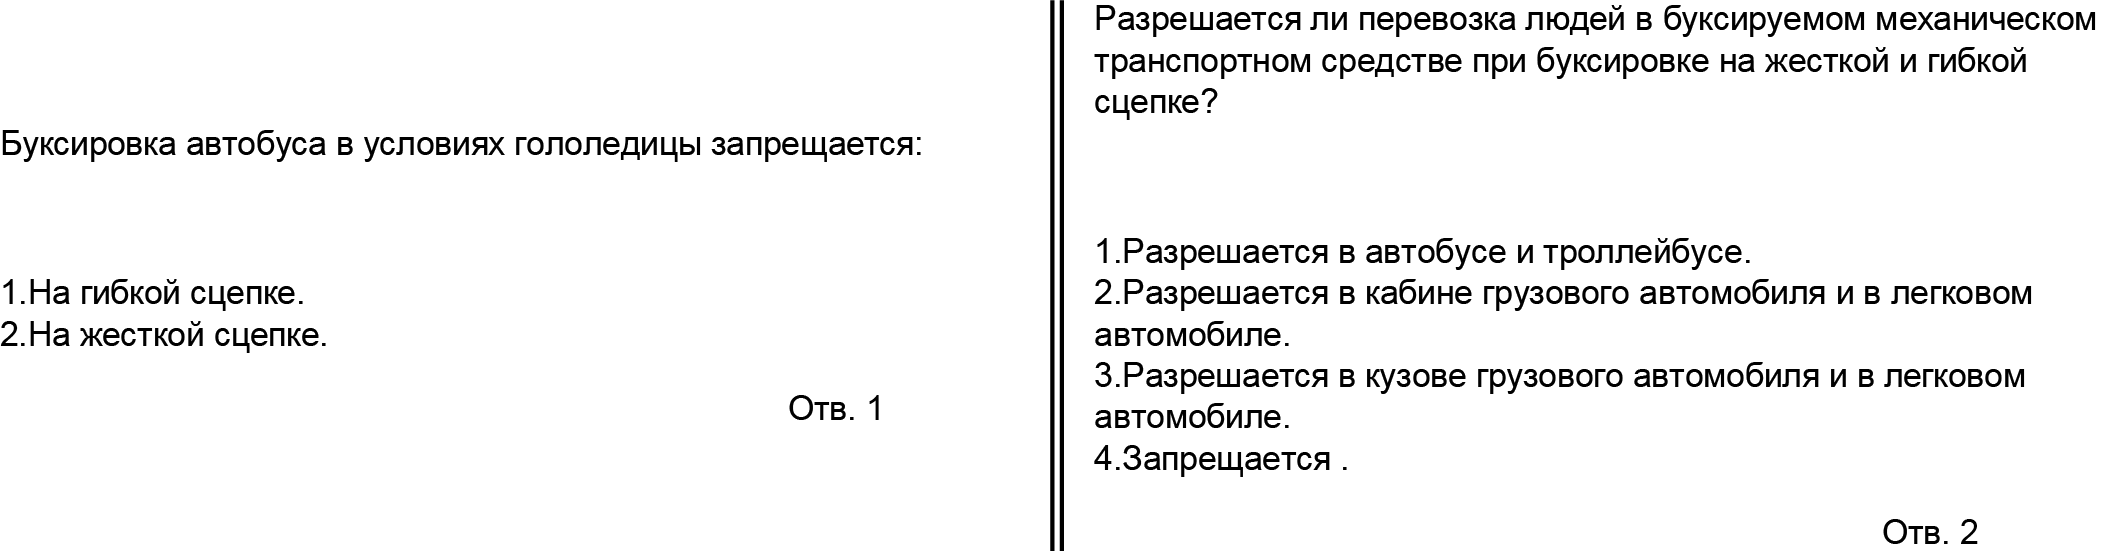 Буксировка автобуса в условиях гололедицы запрещается:
1.На гибкой сцепке.
2.На жесткой сцепке.
Отв. 1
Разрешается ли перевозка людей в буксируемом механическом
транспортном средстве при буксировке на жесткой и гибкой
сцепке?
1.Разрешается в автобусе и троллейбусе.
2.Разрешается в кабине грузового автомобиля и в легковом
автомобиле.
3.Разрешается в кузове грузового автомобиля и в легковом
автомобиле.
4.Запрещается .
Отв. 2